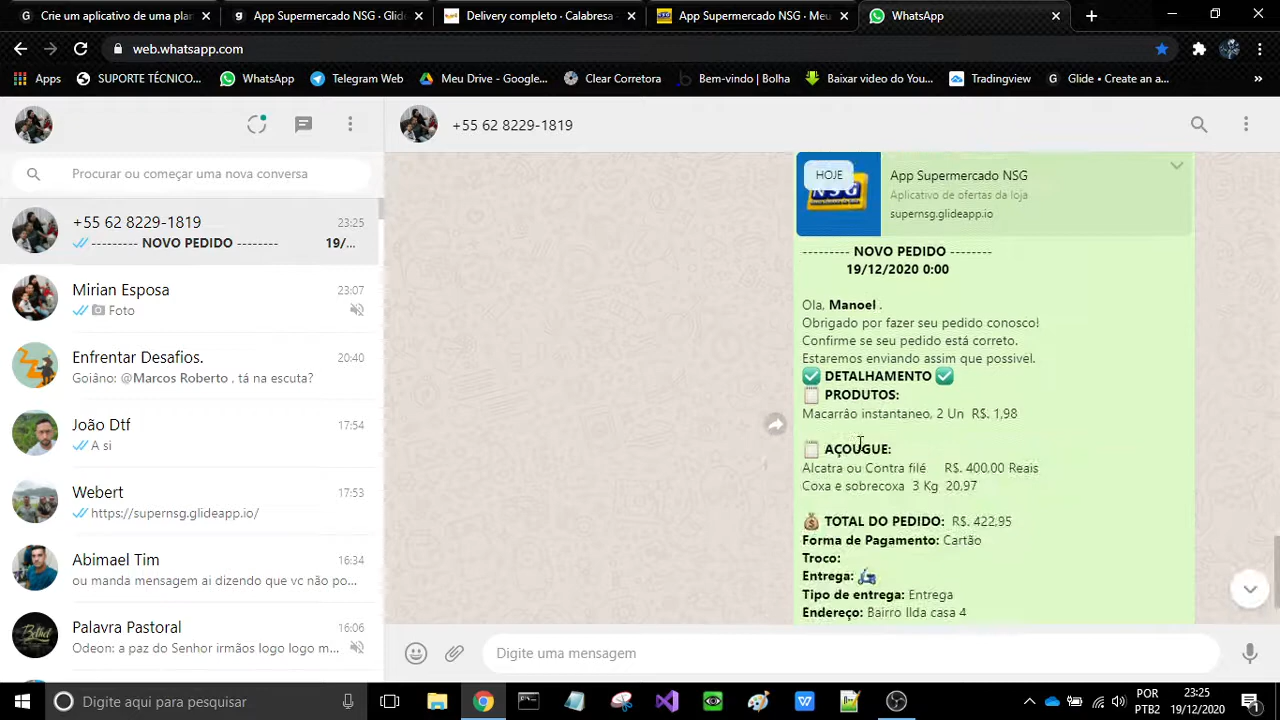 Crie um aplicativo de uma pla
App Supermercado NSG - Glid
Delivery completo - Calabresa -
App Supermercado NSG - Meu
WhatsApp
web.whatsapp.com
Apps
SUPORTE TÉCNICO...
WhatsApp
Telegram Web
Meu Drive - Google...
Clear Corretora
Bem-vindo | Bolha
Baixar video do You...
Tradingview
Glide • Create an a...
»
+55 62 8229-1819
Procurar ou começar uma nova conversa
+55 62 8229-1819
23:25
--------- NOVO PEDIDO -------- 19/...
Mirian Esposa
23:07
Foto
Enfrentar Desafios.
20:40
Goiâno: @Marcos Roberto , tá na escuta?
João Dtf
17:54
A si
Webert
17:53
https://supernsg.glideapp.io/
Abimael Tim
16:34
ou manda mensagem ai dizendo que vc não po...
Palavra Pastoral
16:06
Odeon: a paz do Senhor irmãos logo logo m...
HOJE
NSG
App Supermercado NSG
Aplicativo de ofertas da loja
supernsg.glideapp.io
--------- NOVO PEDIDO --------
19/12/2020 0:00
Ola, Manoel .
Obrigado por fazer seu pedido conosco!
Confirme se seu pedido está correto.
Estaremos enviando assim que possivel.
✅ DETALHAMENTO ✅
PRODUTOS:
Macarrão instantaneo, 2 Un R$. 1,98
AÇOUGUE:
Alcatra ou Contra filé R$. 400,00 Reais
Coxa e sobrecoxa 3 Kg 20,97
TOTAL DO PEDIDO: R$. 422,95
Forma de Pagamento: Cartão
Troco:
Entrega:
Tipo de entrega: Entrega
Endereço: Bairro Ilda casa 4
Digite uma mensagem
Digite aqui para pesquisar
POR
PTB2
23:25
19/12/2020
1